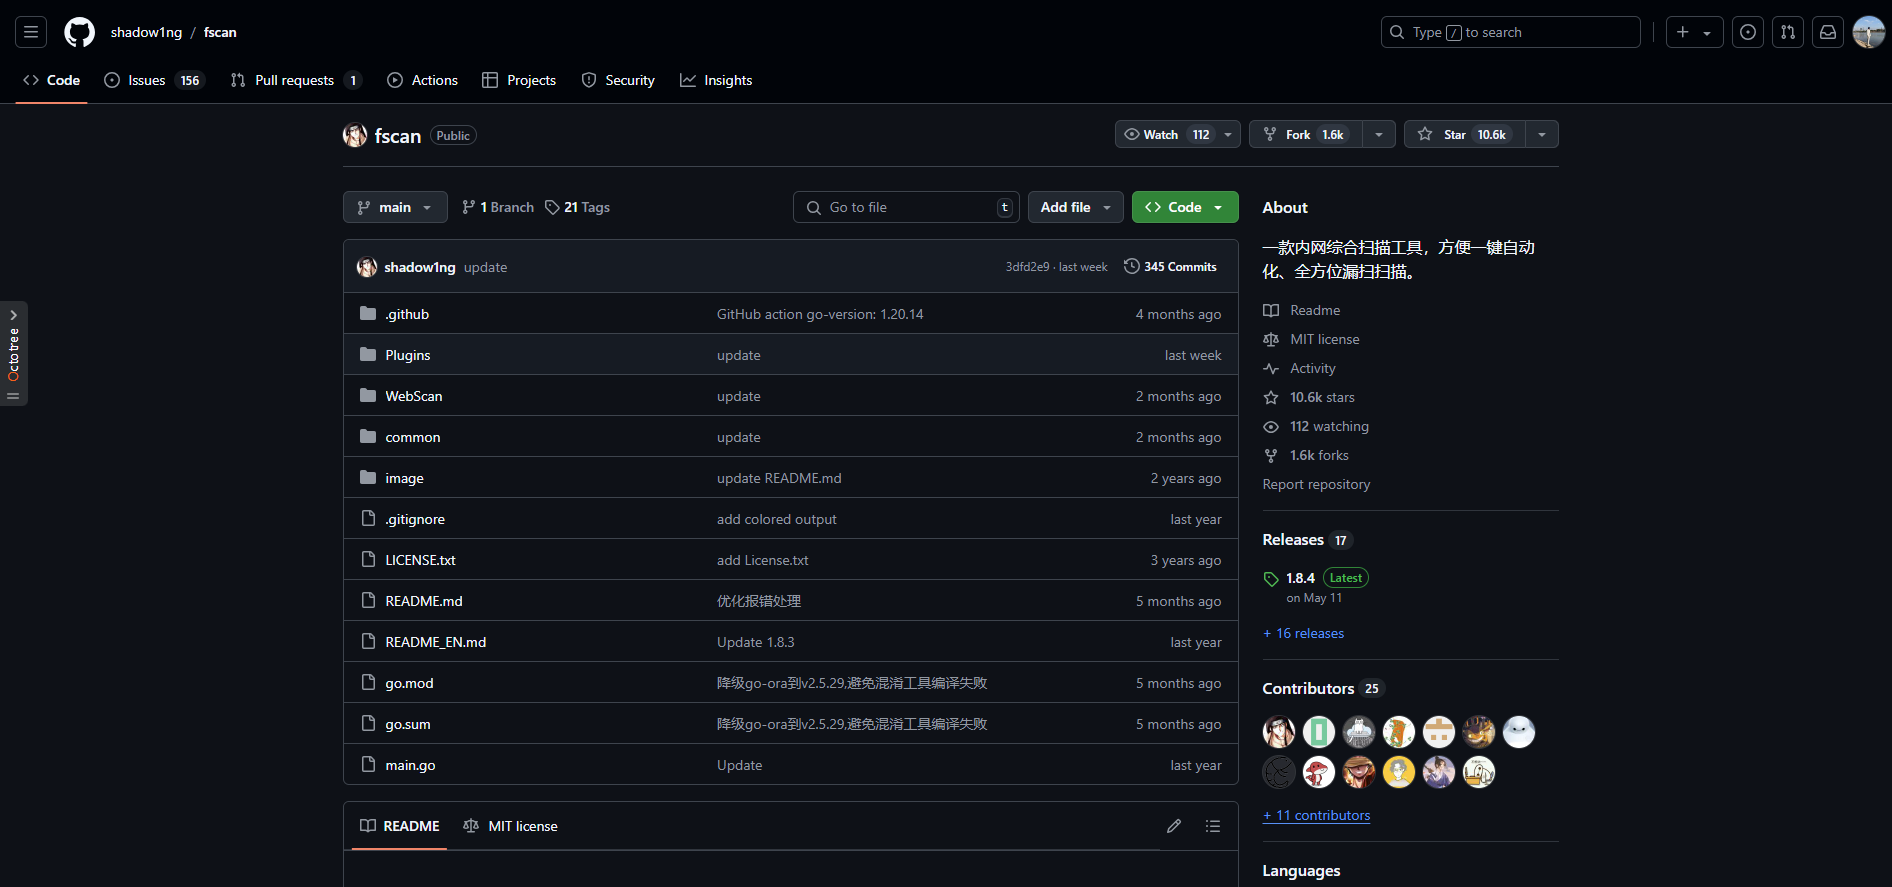 shadow1ng / fscan
Type / to search
Code
Issues 156
Pull requests 1
Actions
Projects
Security
Insights
fscan Public
Watch 112
Fork 1.6k
Star 10.6k
main
1 Branch
21 Tags
Go to file t
Add file
Code
shadow1ng update
3dfd2e9 · last week
345 Commits
.github GitHub action go-version: 1.20.14 4 months ago
Plugins update last week
WebScan update 2 months ago
common update 2 months ago
image update README.md 2 years ago
.gitignore add colored output last year
LICENSE.txt add License.txt 3 years ago
README.md 优化报错处理 5 months ago
README_EN.md Update 1.8.3 last year
go.mod 降级go-ora到v2.5.29,避免混淆工具编译失败 5 months ago
go.sum 降级go-ora到v2.5.29,避免混淆工具编译失败 5 months ago
main.go Update last year
README
MIT license
About
一款内网综合扫描工具，方便一键自动
化、全方位漏扫扫描。
Readme
MIT license
Activity
10.6k stars
112 watching
1.6k forks
Report repository
Releases 17
1.8.4 Latest
on May 11
+ 16 releases
Contributors 25
+ 11 contributors
Languages
Octotree